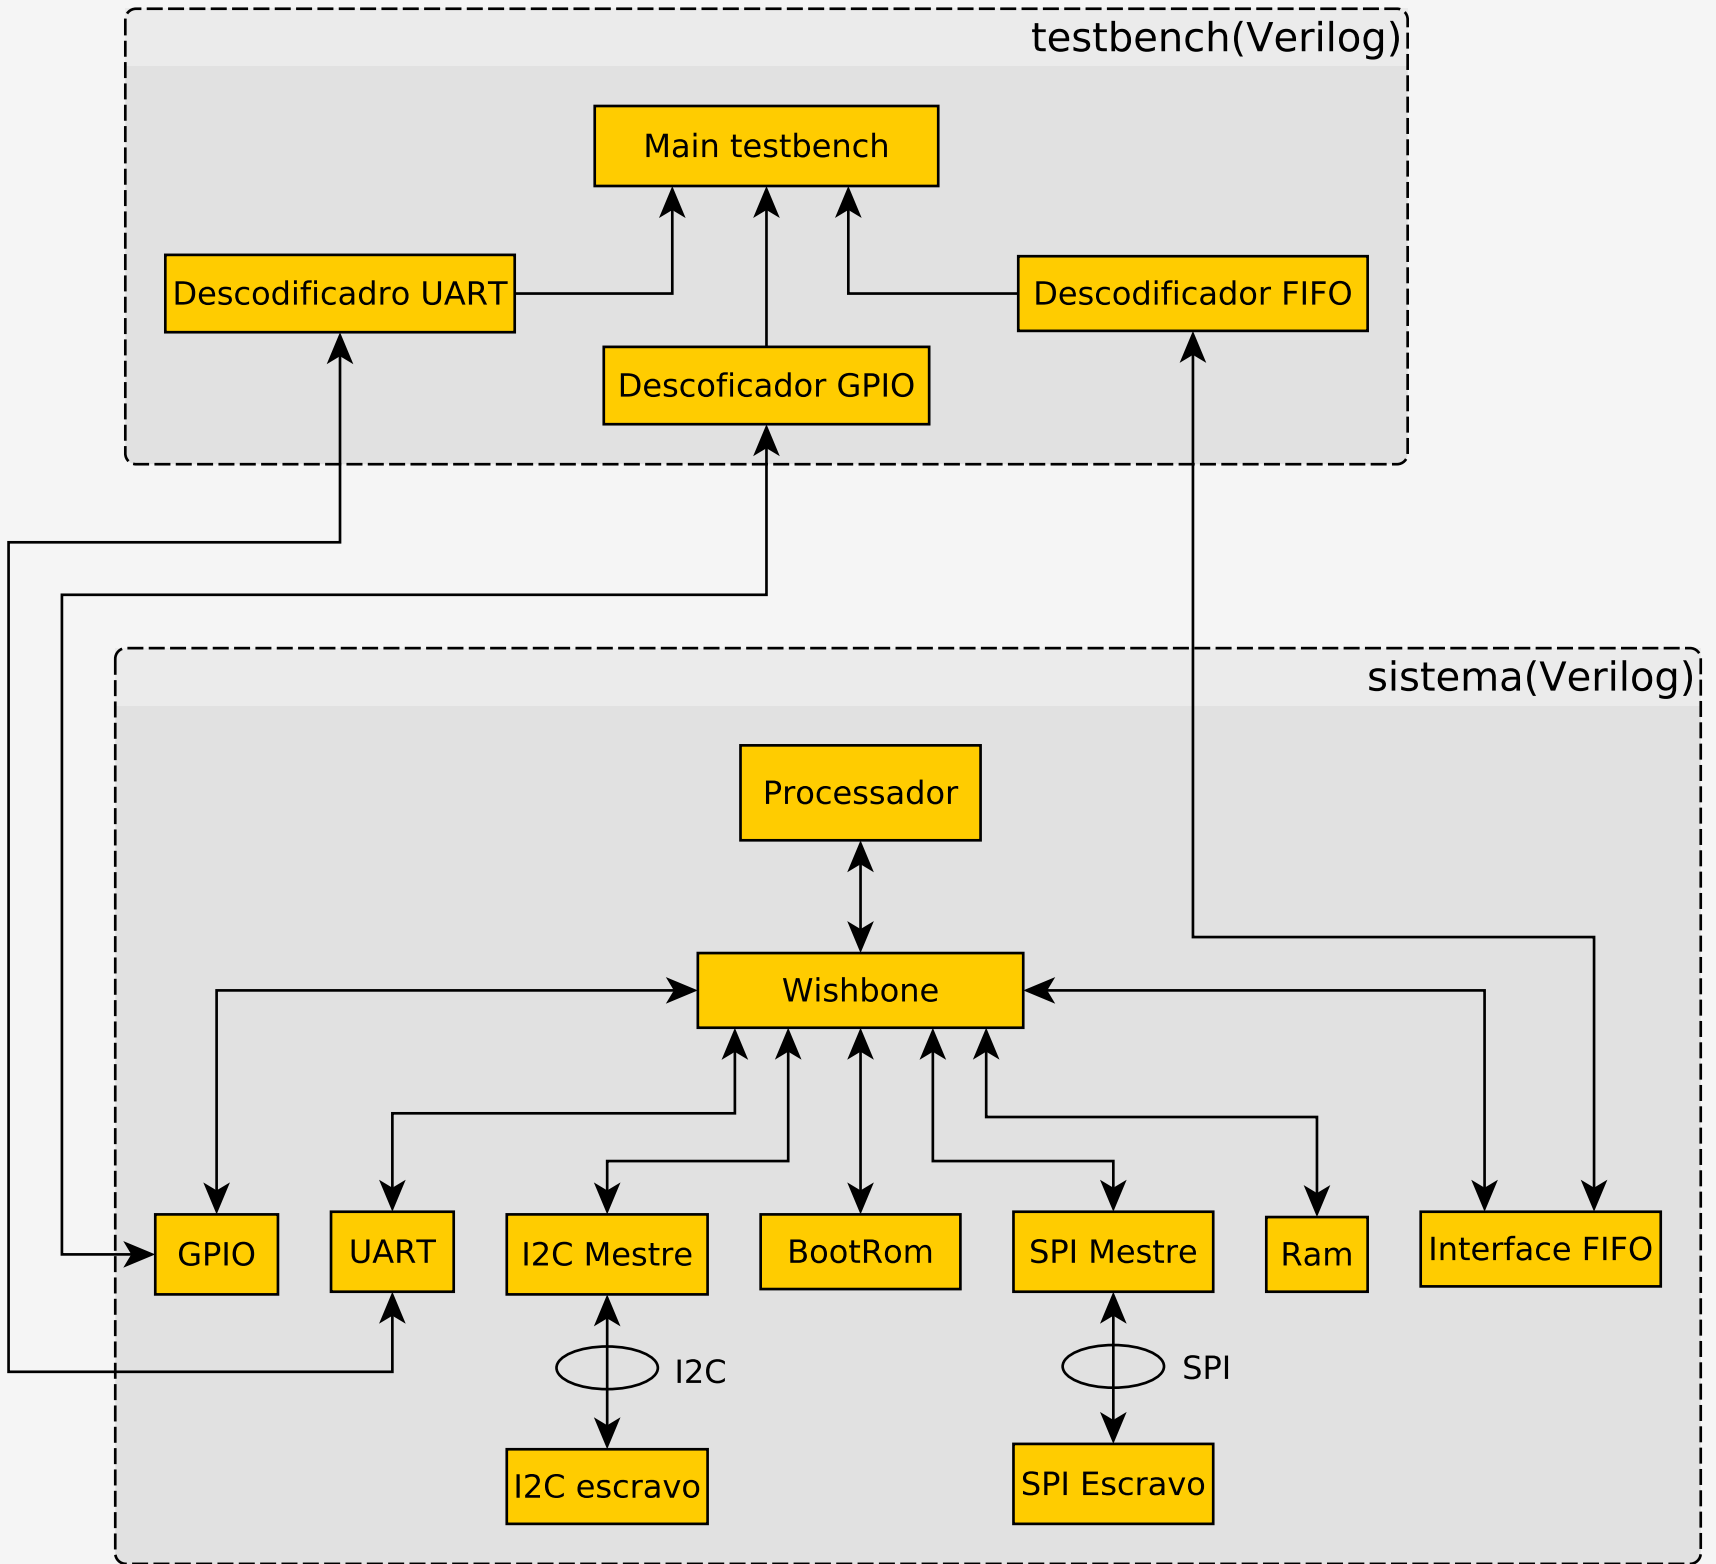 testbench(Verilog)
Main testbench
Descodificadro UART
Descodificador FIFO
Descoficador GPIO
sistema(Verilog)
Processador
Wishbone
GPIO
UART
I2C Mestre
BootRom
SPI Mestre
Ram
Interface FIFO
I2C
SPI
I2C escravo
SPI Escravo